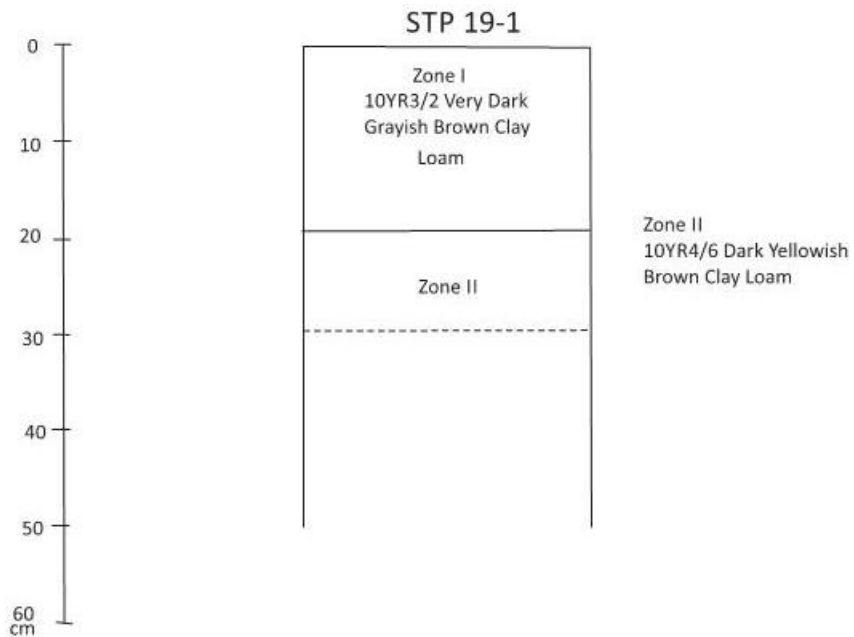 STP 19-1
0
10
20
30
40
50
60
cm
Zone I
10YR3/2 Very Dark
Grayish Brown Clay
Loam
Zone II
Zone II
10YR4/6 Dark Yellowish
Brown Clay Loam